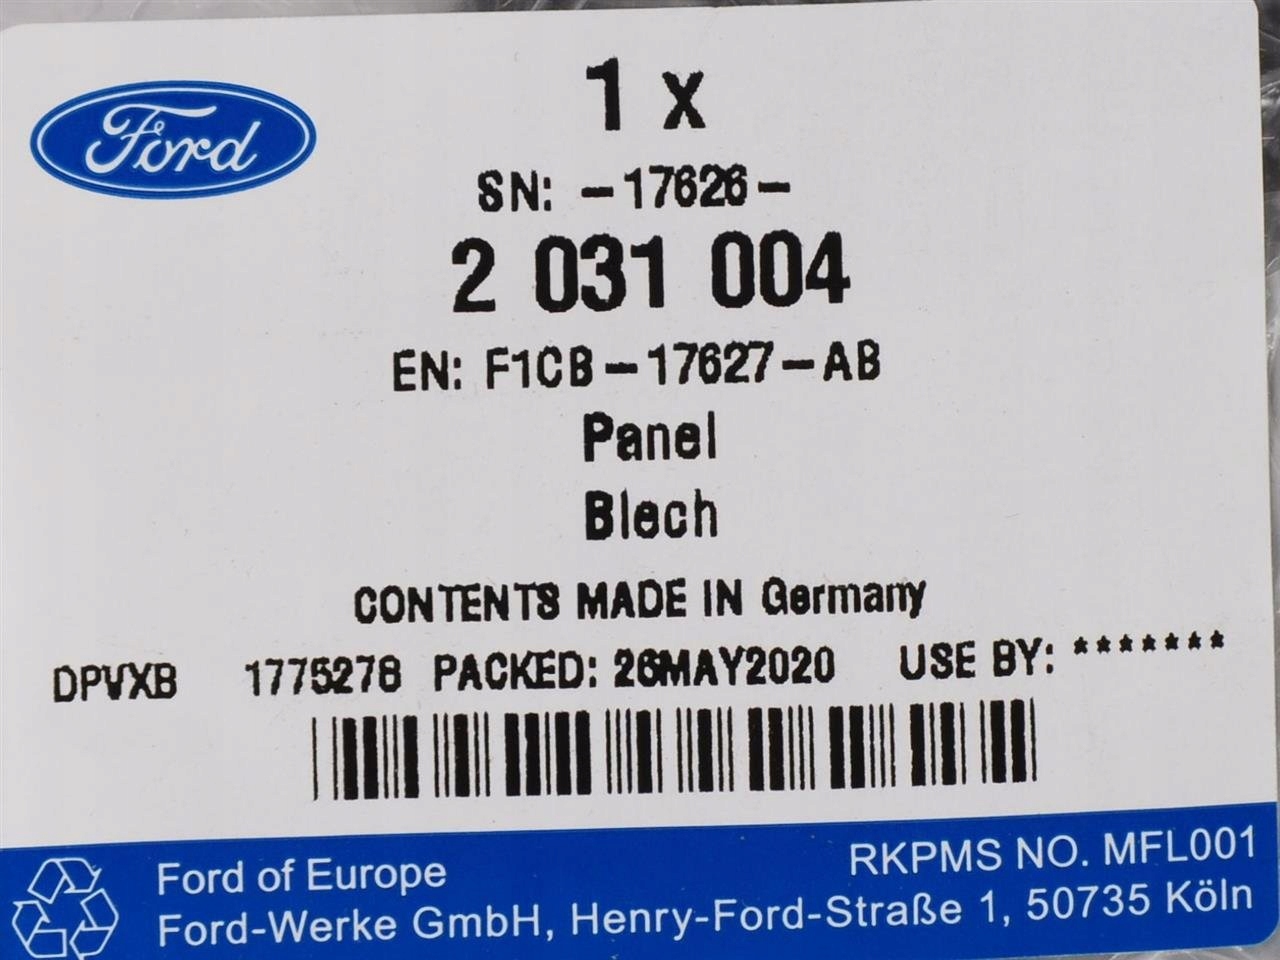 Ford
1 x
SN: -17626-
2 031 004
EN: F1CB-17627-AB
Panel
Blech
CONTENTS MADE IN Germany
DPVXB 1775278 PACKED: 26MAY2020 USE BY: *******
RKPMS NO. MFL001
Ford of Europe
Ford-Werke GmbH, Henry-Ford-Straße 1, 50735 Köln